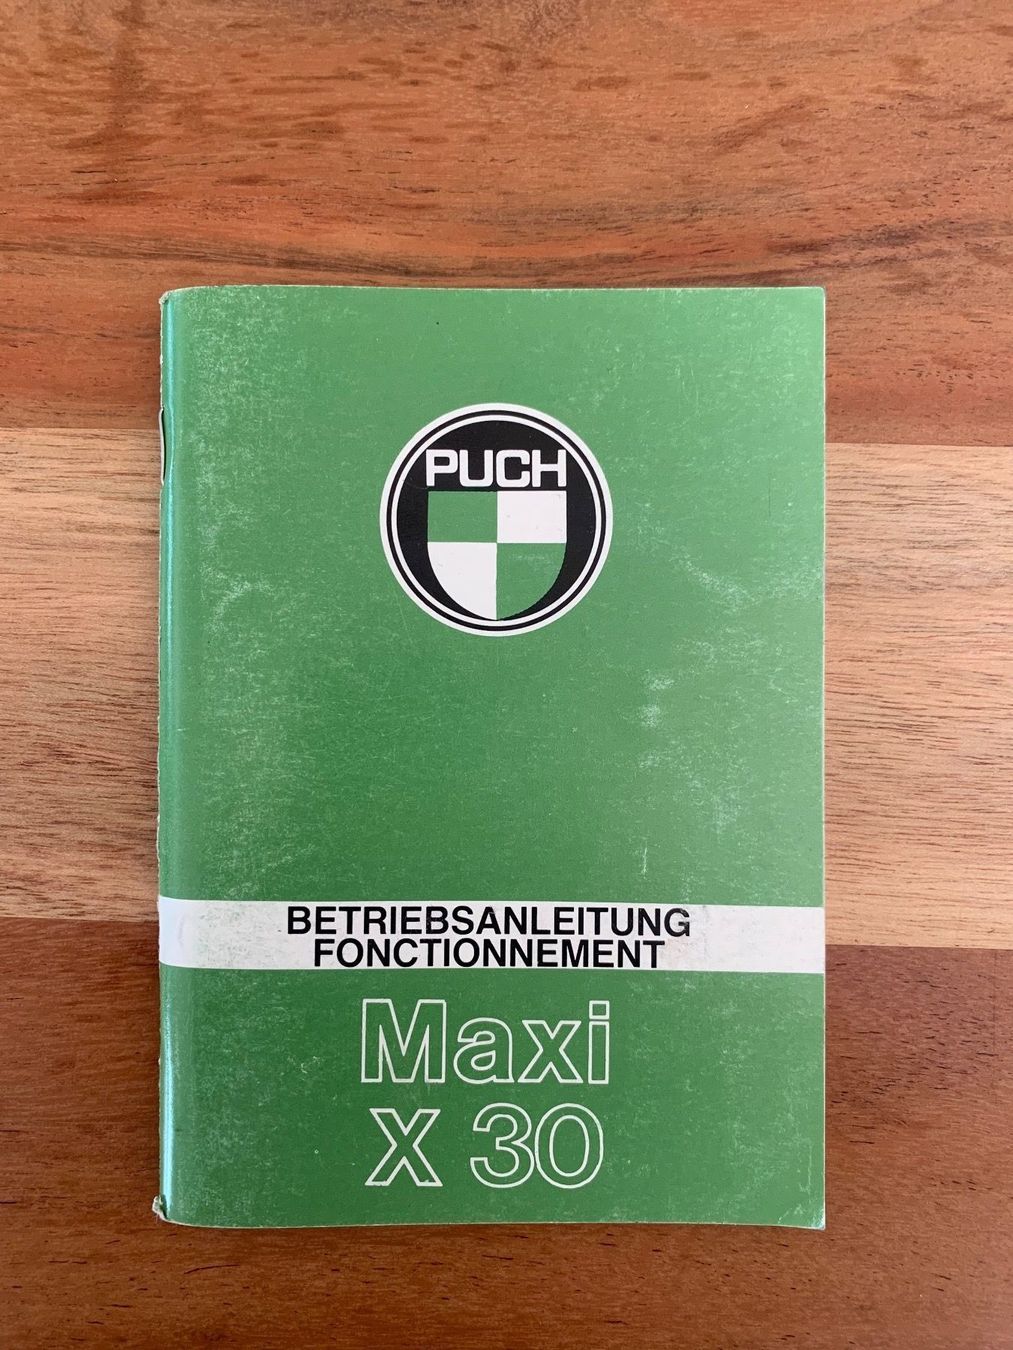 PUCH
BETRIEBSANLEITUNG
FONCTIONNEMENT
Maxi
X 30